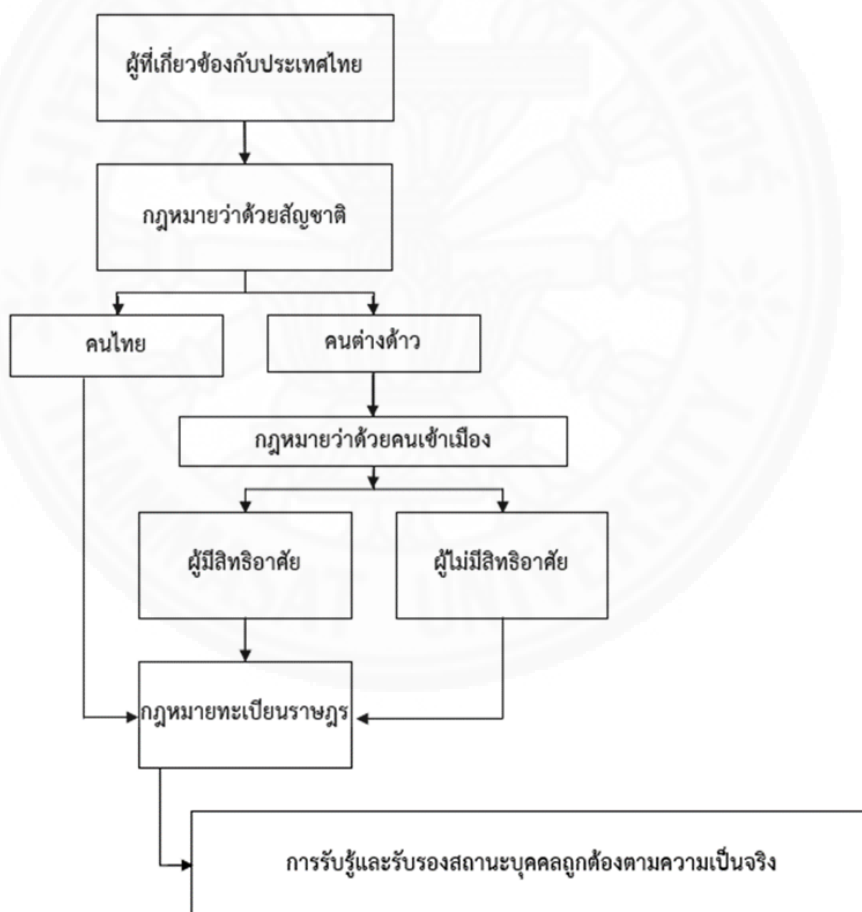 ผู้ที่เกี่ยวข้องกับประเทศไทย
กฎหมายว่าด้วยสัญชาติ
คนไทย
คนต่างด้าว
กฎหมายว่าด้วยคนเข้าเมือง
ผู้มีสิทธิอาศัย
ผู้ไม่มีสิทธิอาศัย
กฎหมายทะเบียนราษฎร
การรับรู้และรับรองสถานะบุคคลถูกต้องตามความเป็นจริง
THAMMASAT UNIVERSITY